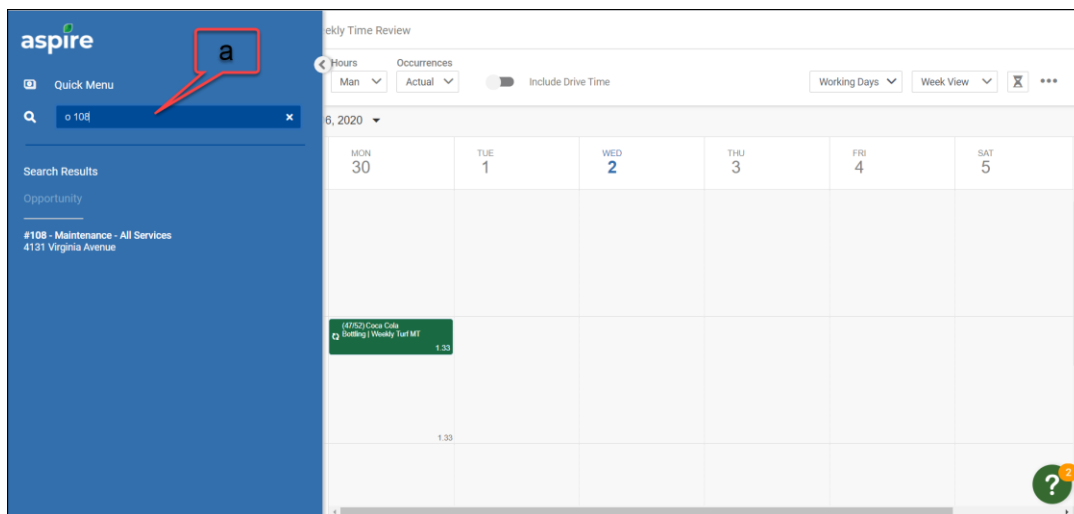 aspire
a
Quick Menu
o 108
Search Results
Opportunity
#108 - Maintenance - All Services
4131 Virginia Avenue
ekly Time Review
Hours Occurrences
Man Actual Include Drive Time Working Days Week View
6, 2020
MON TUE WED THU FRI SAT
30 1 2 3 4 5
(47/52) Coca Cola
Bottling | Weekly Turf MT
1.33
1.33
? 2